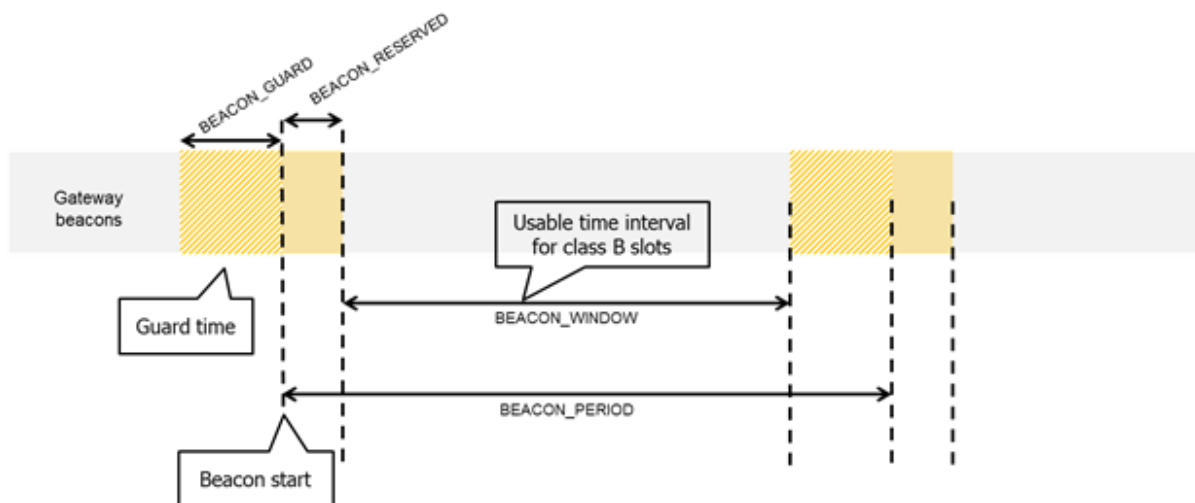 BEACON_GUARD
BEACON_RESERVED
Gateway
beacons
Usable time interval
for class B slots
Guard time
BEACON_WINDOW
BEACON_PERIOD
Beacon start